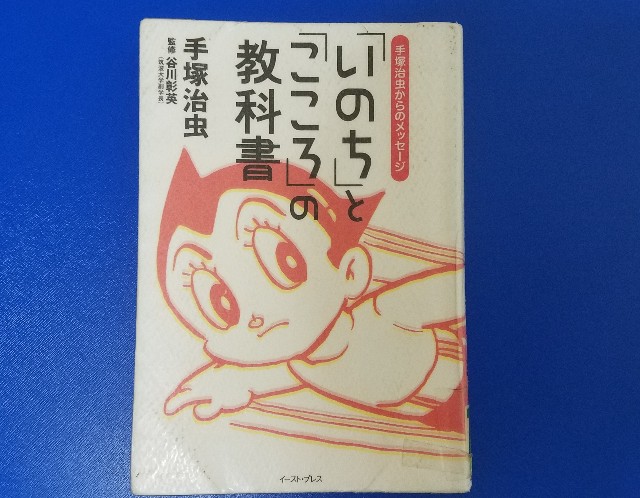 手塚治虫からのメッセージ
「いのち」と
「こころ」の
教科書
手塚治虫
監修 谷川彰英
(筑波大学副学長)
イースト・プレス